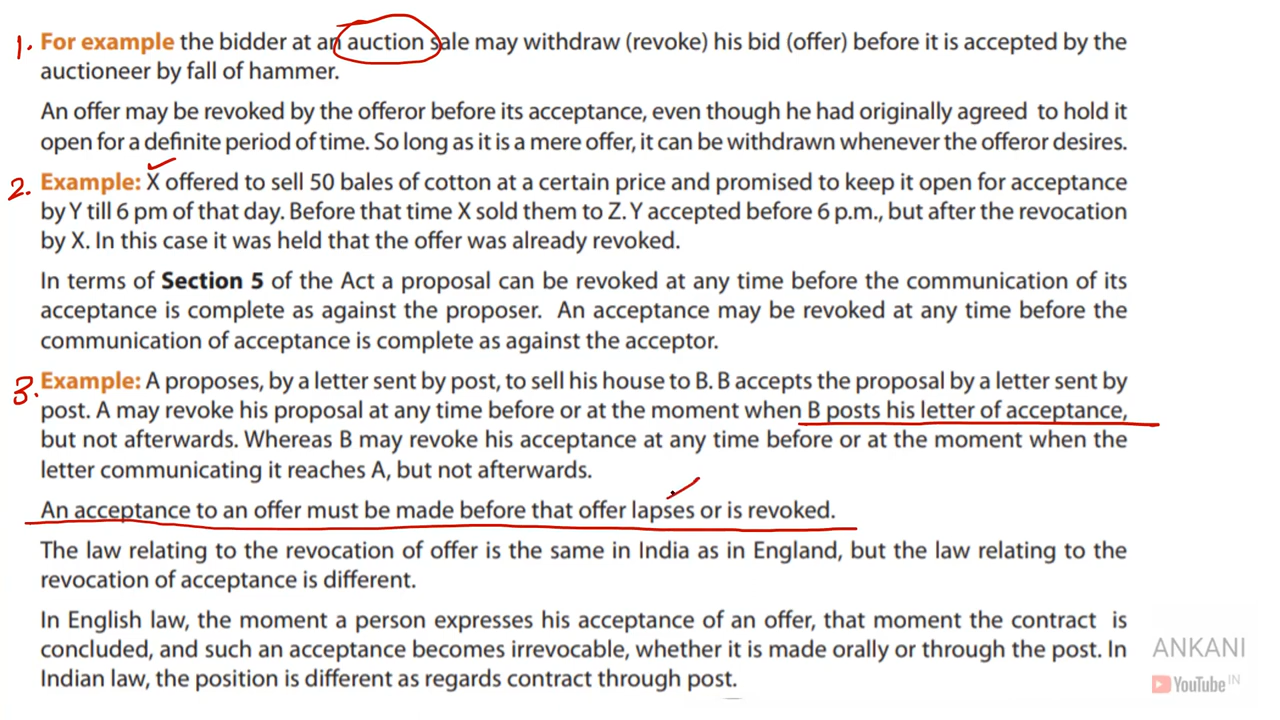 1. For example the bidder at an auction sale may withdraw (revoke) his bid (offer) before it is accepted by the
auctioneer by fall of hammer.
An offer may be revoked by the offeror before its acceptance, even though he had originally agreed to hold it
open for a definite period of time. So long as it is a mere offer, it can be withdrawn whenever the offeror desires.
2. Example: X offered to sell 50 bales of cotton at a certain price and promised to keep it open for acceptance
by Y till 6 pm of that day. Before that time X sold them to Z. Y accepted before 6 p.m., but after the revocation
by X. In this case it was held that the offer was already revoked.
In terms of Section 5 of the Act a proposal can be revoked at any time before the communication of its
acceptance is complete as against the proposer. An acceptance may be revoked at any time before the
communication of acceptance is complete as against the acceptor.
3. Example: A proposes, by a letter sent by post, to sell his house to B. B accepts the proposal by a letter sent by
post. A may revoke his proposal at any time before or at the moment when B posts his letter of acceptance,
but not afterwards. Whereas B may revoke his acceptance at any time before or at the moment when the
letter communicating it reaches A, but not afterwards.
An acceptance to an offer must be made before that offer lapses or is revoked.
The law relating to the revocation of offer is the same in India as in England, but the law relating to the
revocation of acceptance is different.
In English law, the moment a person expresses his acceptance of an offer, that moment the contract is
concluded, and such an acceptance becomes irrevocable, whether it is made orally or through the post. In
Indian law, the position is different as regards contract through post.
ANKANI
YouTube IN